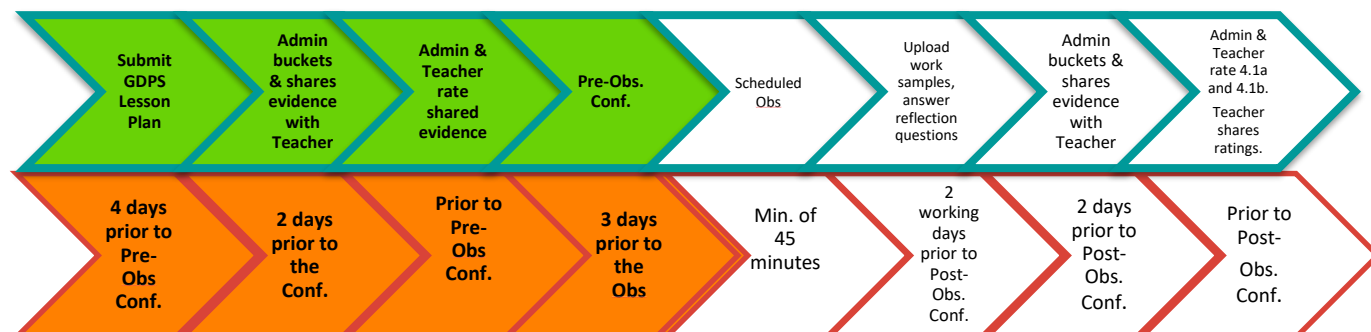 Submit
GDPS
Lesson
Plan
Admin
buckets
& shares
evidence
with
Teacher
Admin &
Teacher
rate
shared
evidence
Pre-Obs.
Conf.
Scheduled
Obs
Upload
work
samples,
answer
reflection
questions
Admin
buckets &
shares
evidence
with
Teacher
Admin &
Teacher
rate 4.1a
and 4.1b.
Teacher
shares
ratings.
4 days
prior to
Pre-
Obs
Conf.
2 days
prior to
the
Conf.
Prior to
Pre-
Obs
Conf.
3 days
prior to
the
Obs
Min. of
45
minutes
2
working
days
prior to
Post-
Obs.
Conf.
2 days
prior to
Post-
Obs.
Conf.
Prior to
Post-
Obs.
Conf.